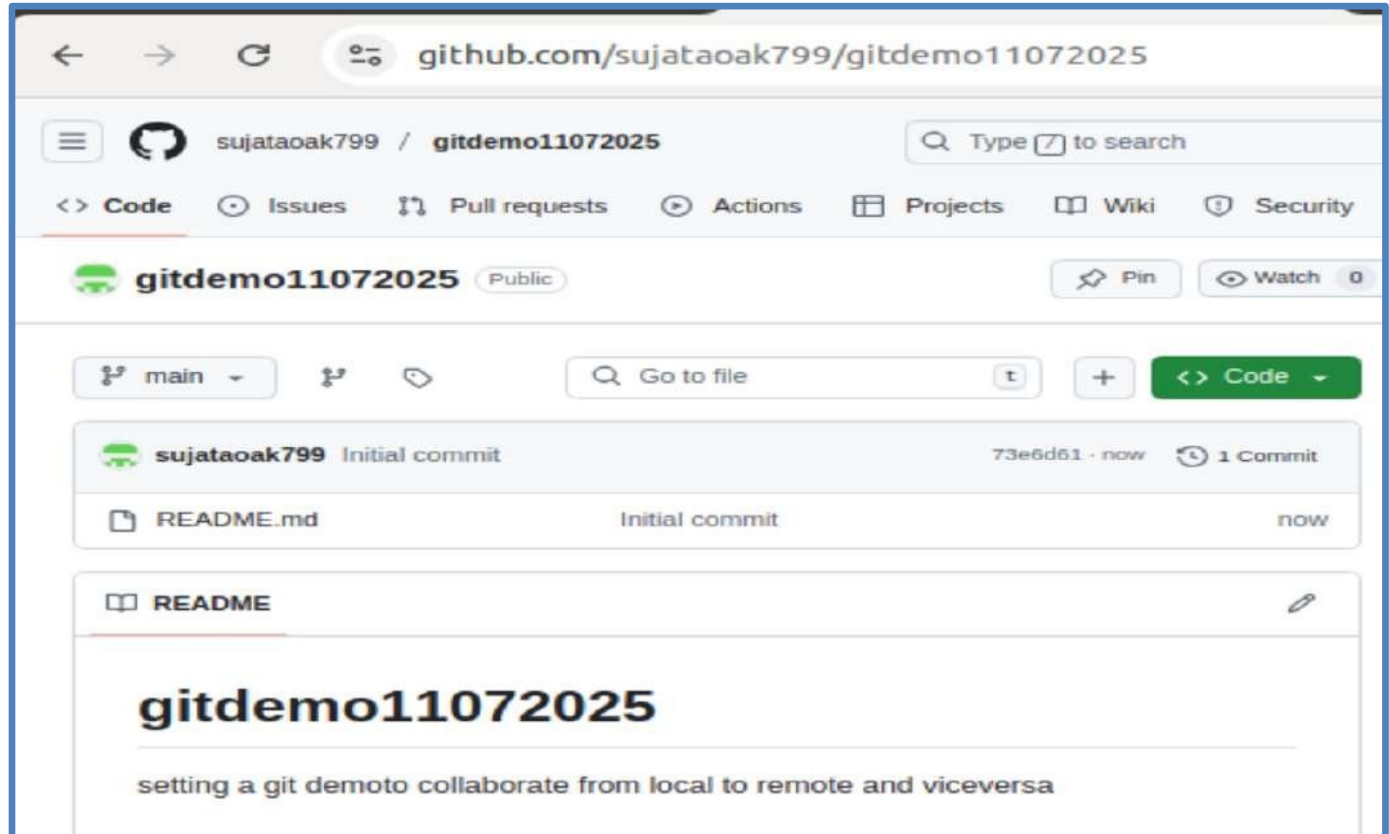 github.com/sujataoak799/gitdemo11072025
sujataoak799 / gitdemo11072025 Type / to search
<> Code Issues Pull requests Actions Projects Wiki Security
gitdemo11072025 Public Pin Watch 0
main Go to file t + <> Code
sujataoak799 Initial commit 73e6d61 · now 1 Commit
README.md Initial commit now
README
gitdemo11072025
setting a git demoto collaborate from local to remote and viceversa